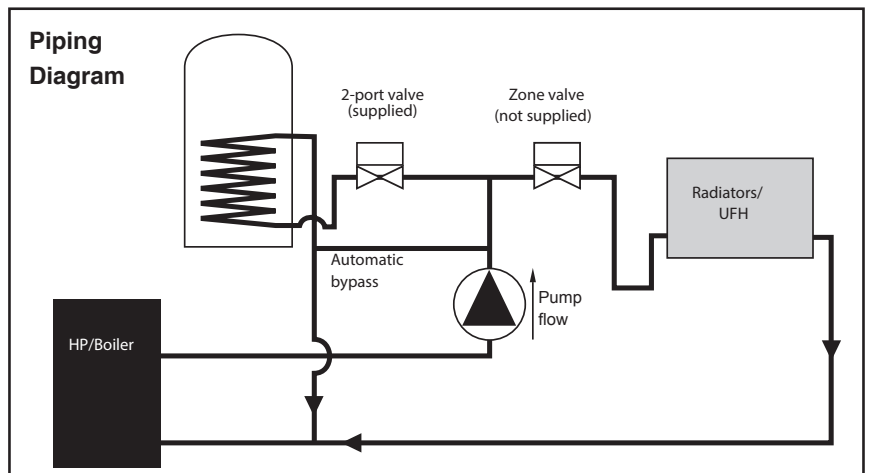 Piping
Diagram
2-port valve
(supplied)
Zone valve
(not supplied)
Radiators/
UFH
Automatic
bypass
Pump
flow
HP/Boiler